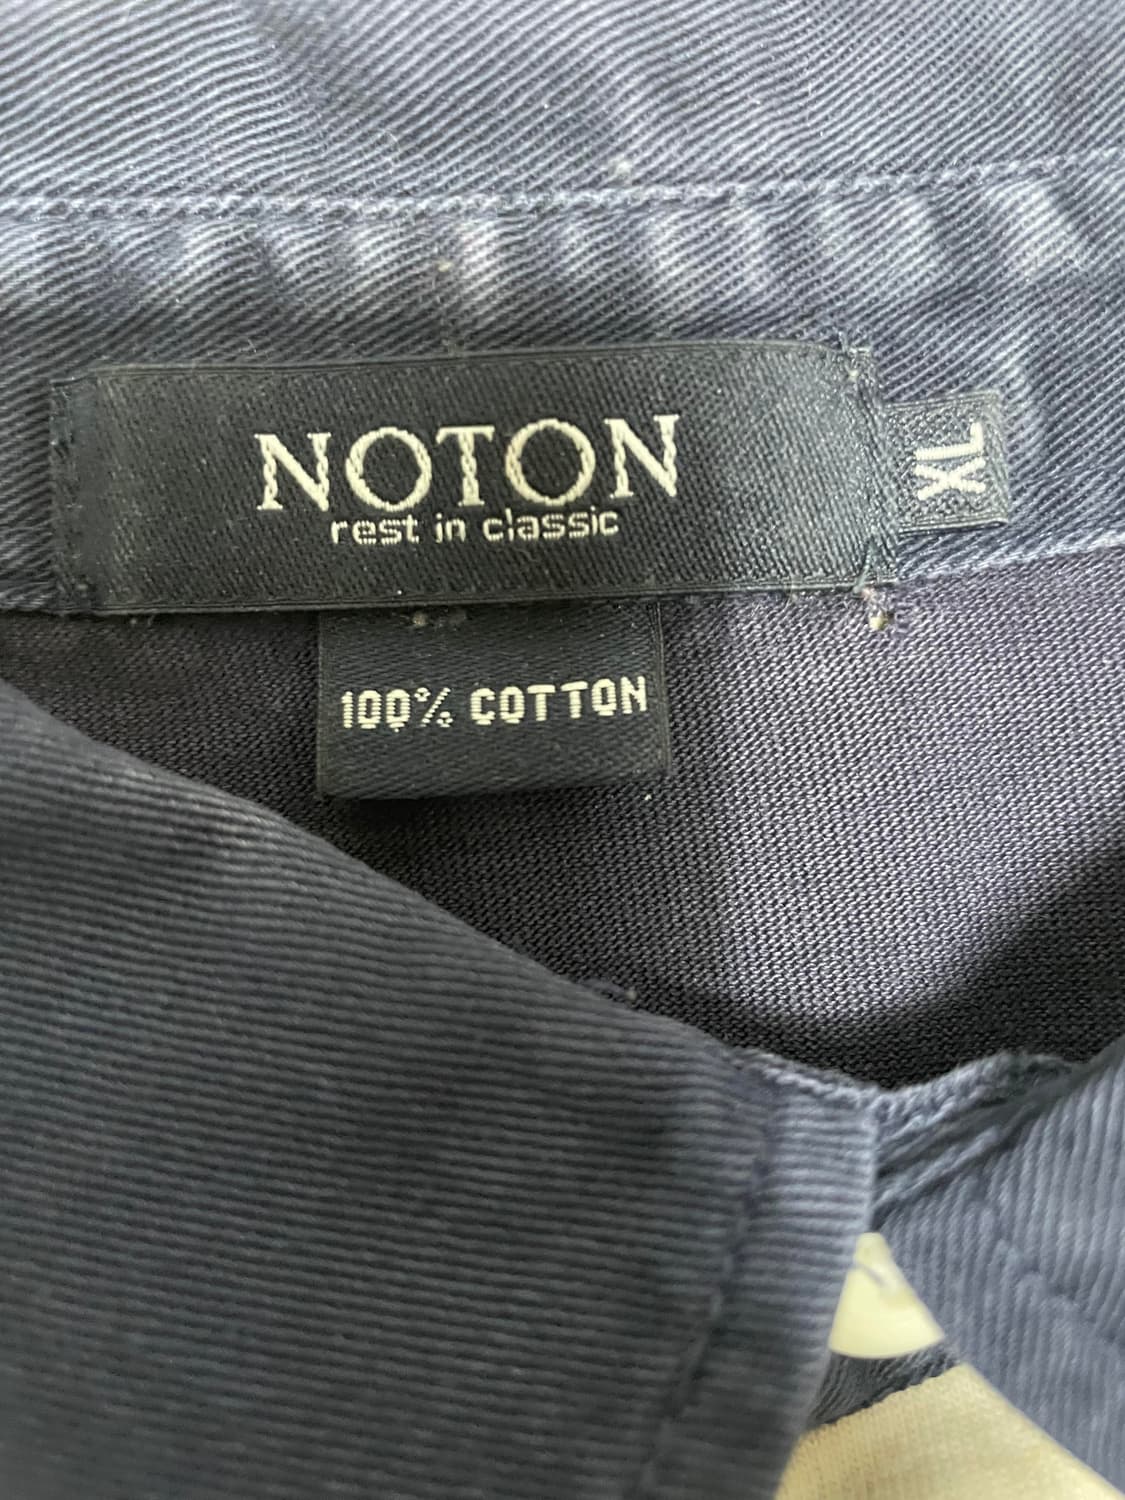 NOTON
rest in classic
XL
100% COTTON